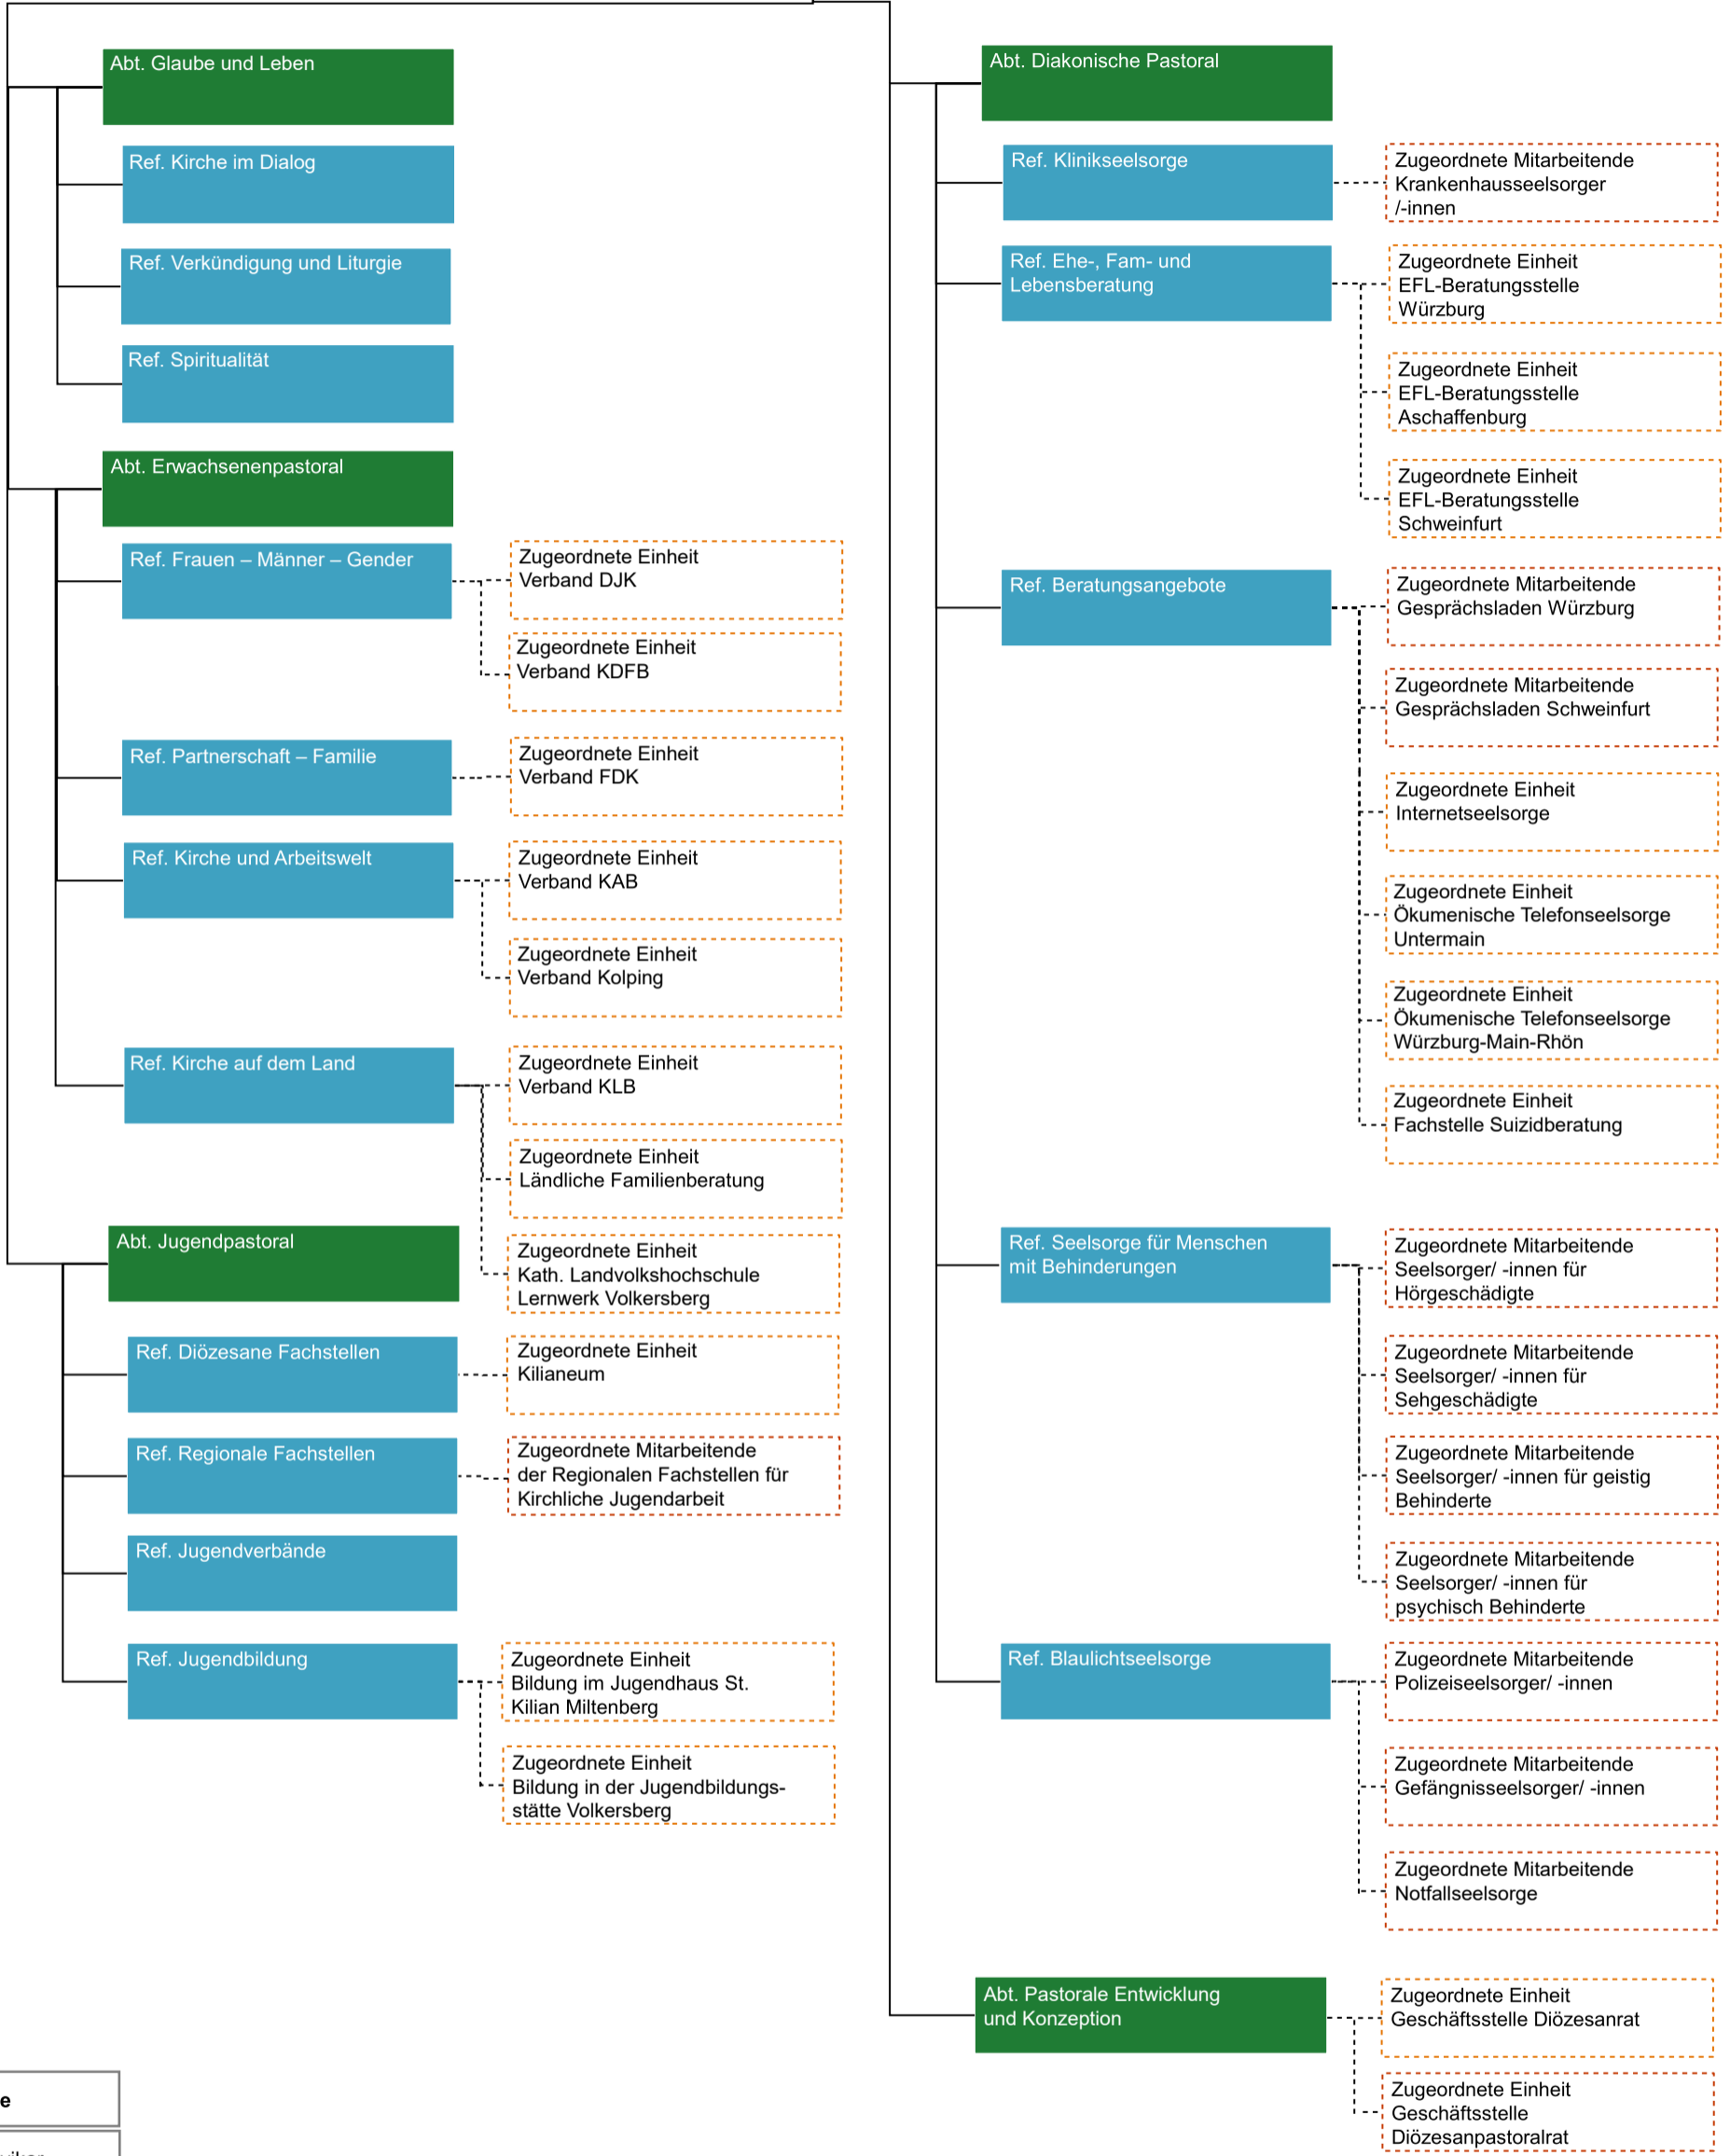 Abt. Glaube und Leben
Ref. Kirche im Dialog
Ref. Verkündigung und Liturgie
Ref. Spiritualität
Abt. Erwachsenenpastoral
Ref. Frauen – Männer – Gender
Zugeordnete Einheit
Verband DJK
Zugeordnete Einheit
Verband KDFB
Ref. Partnerschaft – Familie
Zugeordnete Einheit
Verband FDK
Ref. Kirche und Arbeitswelt
Zugeordnete Einheit
Verband KAB
Zugeordnete Einheit
Verband Kolping
Ref. Kirche auf dem Land
Zugeordnete Einheit
Verband KLB
Zugeordnete Einheit
Ländliche Familienberatung
Zugeordnete Einheit
Kath. Landvolkshochschule
Lernwerk Volkersberg
Abt. Jugendpastoral
Ref. Diözesane Fachstellen
Zugeordnete Einheit
Kilianeum
Ref. Regionale Fachstellen
Zugeordnete Mitarbeitende
der Regionalen Fachstellen für
Kirchliche Jugendarbeit
Ref. Jugendverbände
Ref. Jugendbildung
Zugeordnete Einheit
Bildung im Jugendhaus St.
Kilian Miltenberg
Zugeordnete Einheit
Bildung in der Jugendbildungs-
stätte Volkersberg
Abt. Diakonische Pastoral
Ref. Klinikseelsorge
Zugeordnete Mitarbeitende
Krankenhausseelsorger
/-innen
Ref. Ehe-, Fam- und
Lebensberatung
Zugeordnete Einheit
EFL-Beratungsstelle
Würzburg
Zugeordnete Einheit
EFL-Beratungsstelle
Aschaffenburg
Zugeordnete Einheit
EFL-Beratungsstelle
Schweinfurt
Ref. Beratungsangebote
Zugeordnete Mitarbeitende
Gesprächsladen Würzburg
Zugeordnete Mitarbeitende
Gesprächsladen Schweinfurt
Zugeordnete Einheit
Internetseelsorge
Zugeordnete Einheit
Ökumenische Telefonseelsorge
Untermain
Zugeordnete Einheit
Ökumenische Telefonseelsorge
Würzburg-Main-Rhön
Zugeordnete Einheit
Fachstelle Suizidberatung
Ref. Seelsorge für Menschen
mit Behinderungen
Zugeordnete Mitarbeitende
Seelsorger/ -innen für
Hörgeschädigte
Zugeordnete Mitarbeitende
Seelsorger/ -innen für
Sehgeschädigte
Zugeordnete Mitarbeitende
Seelsorger/ -innen für geistig
Behinderte
Zugeordnete Mitarbeitende
Seelsorger/ -innen für
psychisch Behinderte
Ref. Blaulichtseelsorge
Zugeordnete Mitarbeitende
Polizeiseelsorger/ -innen
Zugeordnete Mitarbeitende
Gefängnisseelsorger/ -innen
Zugeordnete Mitarbeitende
Notfallseelsorge
Abt. Pastorale Entwicklung
und Konzeption
Zugeordnete Einheit
Geschäftsstelle Diözesanrat
Zugeordnete Einheit
Geschäftsstelle
Diözesanpastoralrat
e